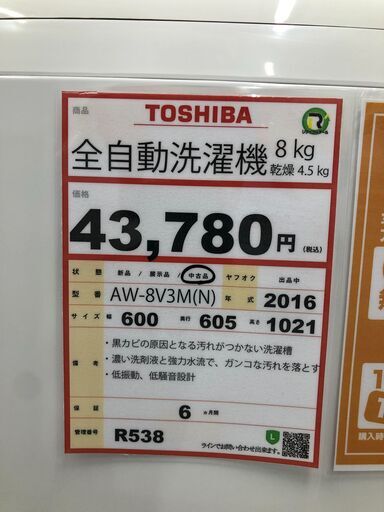 商品 TOSHIBA
全自動洗濯機 8kg
乾燥 4.5kg
価格
43,780円(税込)
状態 新品 / 展示品 / 中古品 ヤフオク 出品中
型番 AW-8V3M(N) 年式 2016
サイズ 幅 600 奥行 605 高さ 1021
備考
・黒カビの原因となる汚れがつかない洗濯槽
・濃い洗剤液と強力水流で、ガンコな汚れを落とす
・低振動、低騒音設計
保証 6ヵ月間
管理番号 R538
L
ラインでお問い合わせ出来ます。
購入時